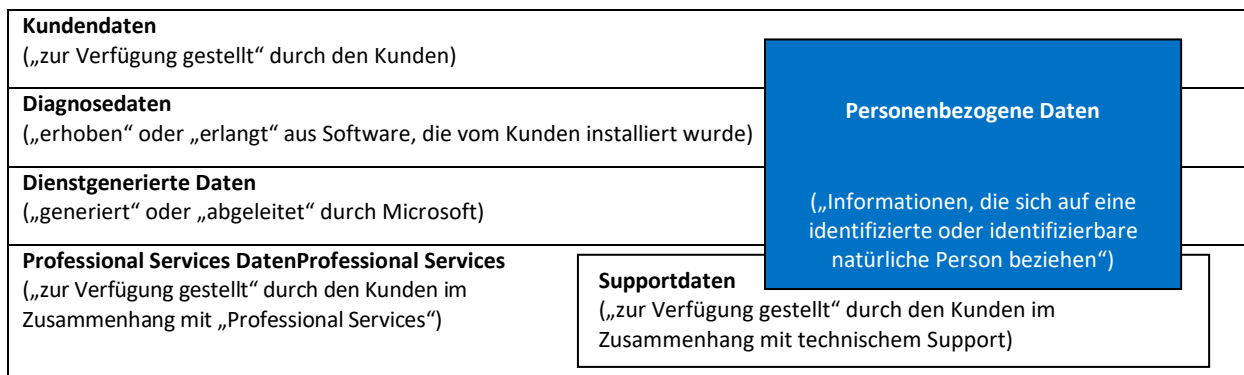 Kundendaten
(„zur Verfügung gestellt“ durch den Kunden)
Diagnosedaten
(„erhoben“ oder „erlangt“ aus Software, die vom Kunden installiert wurde)
Personenbezogene Daten
Dienstgenerierte Daten
(„generiert“ oder „abgeleitet“ durch Microsoft)
(„Informationen, die sich auf eine
identifizierte oder identifizierbare
natürliche Person beziehen“)
Professional Services DatenProfessional Services
(„zur Verfügung gestellt“ durch den Kunden im
Zusammenhang mit „Professional Services“)
Supportdaten
(„zur Verfügung gestellt“ durch den Kunden im
Zusammenhang mit technischem Support)